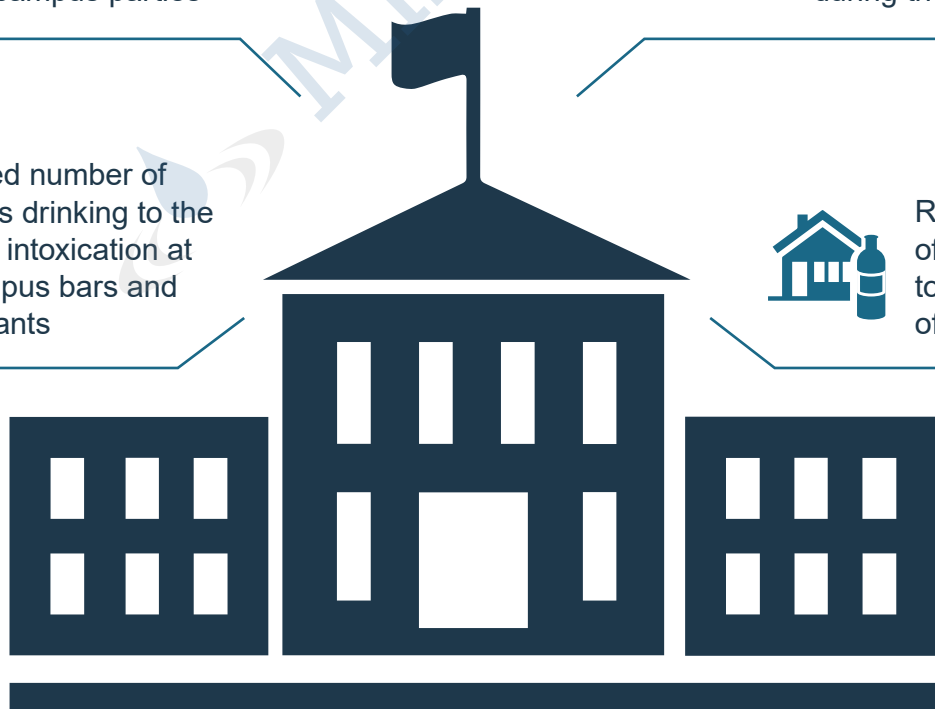 campus parties
during th
ed number of
s drinking to the
intoxication at
pus bars and
ants
R
of
to
of